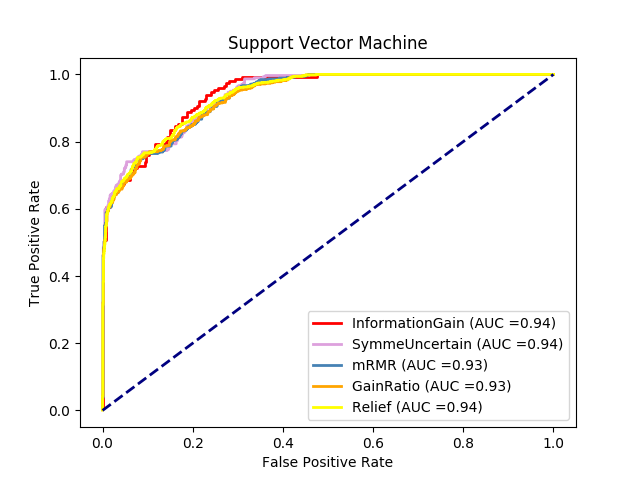 Support Vector Machine
1.0
0.8
0.6
0.4
0.2
0.0
True Positive Rate
InformationGain (AUC =0.94)
SymmeUncertain (AUC =0.94)
mRMR (AUC =0.93)
GainRatio (AUC =0.93)
Relief (AUC =0.94)
0.0 0.2 0.4 0.6 0.8 1.0
False Positive Rate